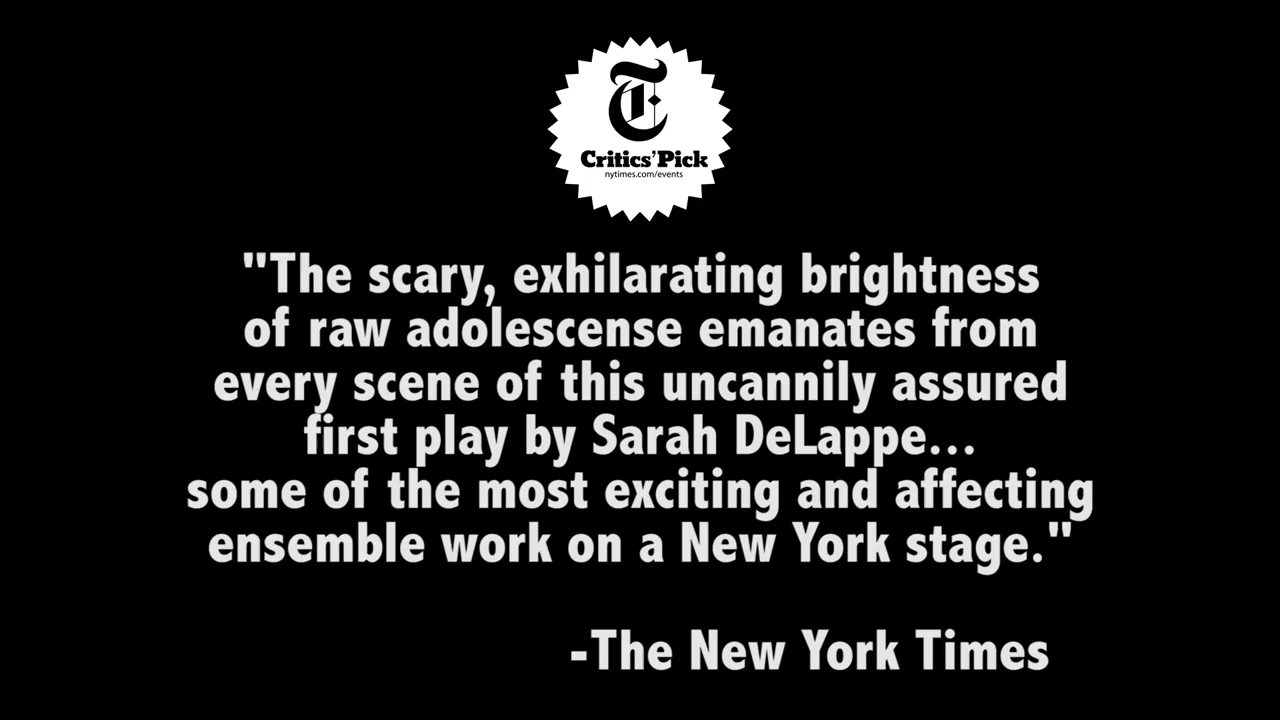 T
Critics' Pick
nytimes.com/events
"The scary, exhilarating brightness
of raw adolescense emanates from
every scene of this uncannily assured
first play by Sarah DeLappe...
some of the most exciting and affecting
ensemble work on a New York stage."
-The New York Times